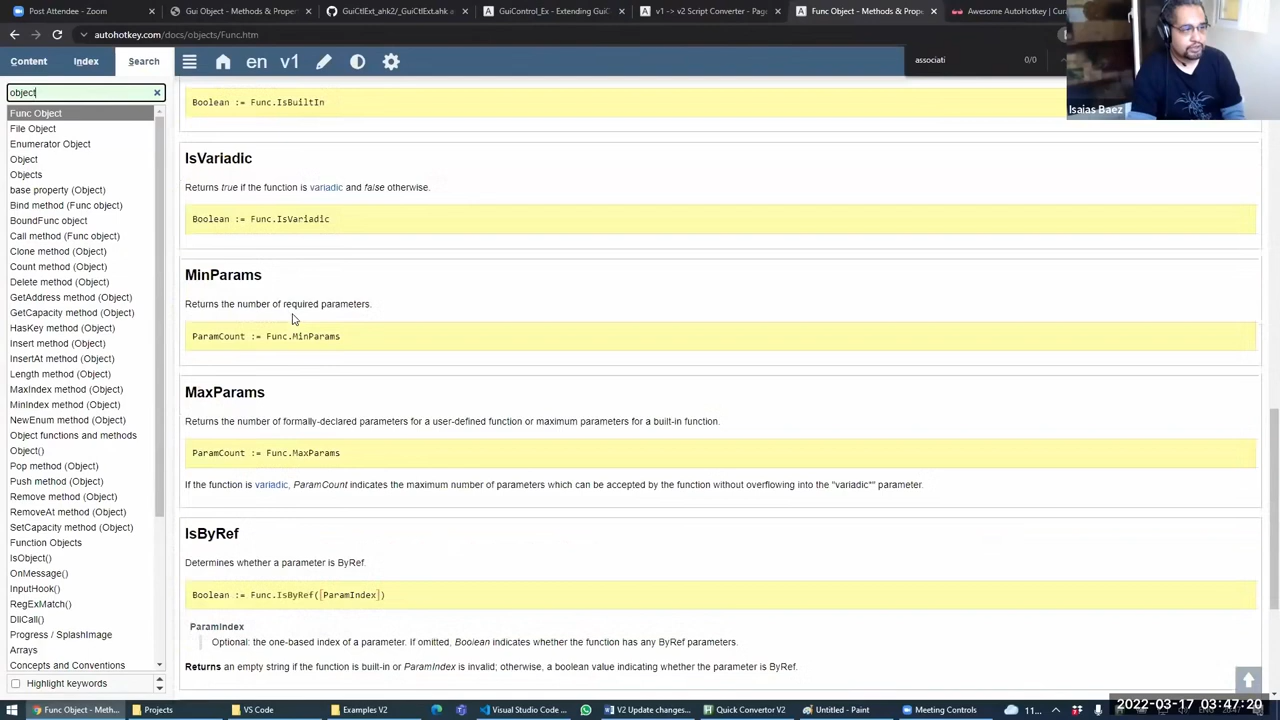 Post Attendee - Zoom
Gui Object - Methods & Prope
GuiCtlExt.ahk2/_GuiCtlExt.ahk
GuiControl_Ex - Extending GuiC
v1 -> v2 Script Converter - Page
Func Object - Methods & Prope
Awesome AutoHotkey | Cur
autohotkey.com/docs/objects/Func.htm
Content
Index
Search
en
v1
associati
0/0
Isaias Baez
object
Func Object
File Object
Enumerator Object
Object
Objects
base property (Object)
Bind method (Func object)
BoundFunc object
Call method (Func object)
Clone method (Object)
Count method (Object)
Delete method (Object)
GetAddress method (Object)
GetCapacity method (Object)
HasKey method (Object)
Insert method (Object)
InsertAt method (Object)
Length method (Object)
MaxIndex method (Object)
MinIndex method (Object)
NewEnum method (Object)
Object functions and methods
Object()
Pop method (Object)
Push method (Object)
Remove method (Object)
RemoveAt method (Object)
SetCapacity method (Object)
Function Objects
IsObject()
OnMessage()
InputHook()
RegExMatch()
DllCall()
Progress / SplashImage
Arrays
Concepts and Conventions
Highlight keywords
Boolean := Func.IsBuiltIn
IsVariadic
Returns true if the function is variadic and false otherwise.
Boolean := Func.IsVariadic
MinParams
Returns the number of required parameters.
ParamCount := Func.MinParams
MaxParams
Returns the number of formally-declared parameters for a user-defined function or maximum parameters for a built-in function.
ParamCount := Func.MaxParams
If the function is variadic, ParamCount indicates the maximum number of parameters which can be accepted by the function without overflowing into the "variadic*" parameter.
IsByRef
Determines whether a parameter is ByRef.
Boolean := Func.IsByRef([ParamIndex])
ParamIndex
Optional: the one-based index of a parameter. If omitted, Boolean indicates whether the function has any ByRef parameters.
Returns an empty string if the function is built-in or ParamIndex is invalid; otherwise, a boolean value indicating whether the parameter is ByRef.
Func Object - Meth...
Projects
VS Code
Examples V2
Visual Studio Code ...
V2 Update changes...
Quick Convertor V2
Untitled - Paint
Meeting Controls
11...
2022-03-17 03:47:20